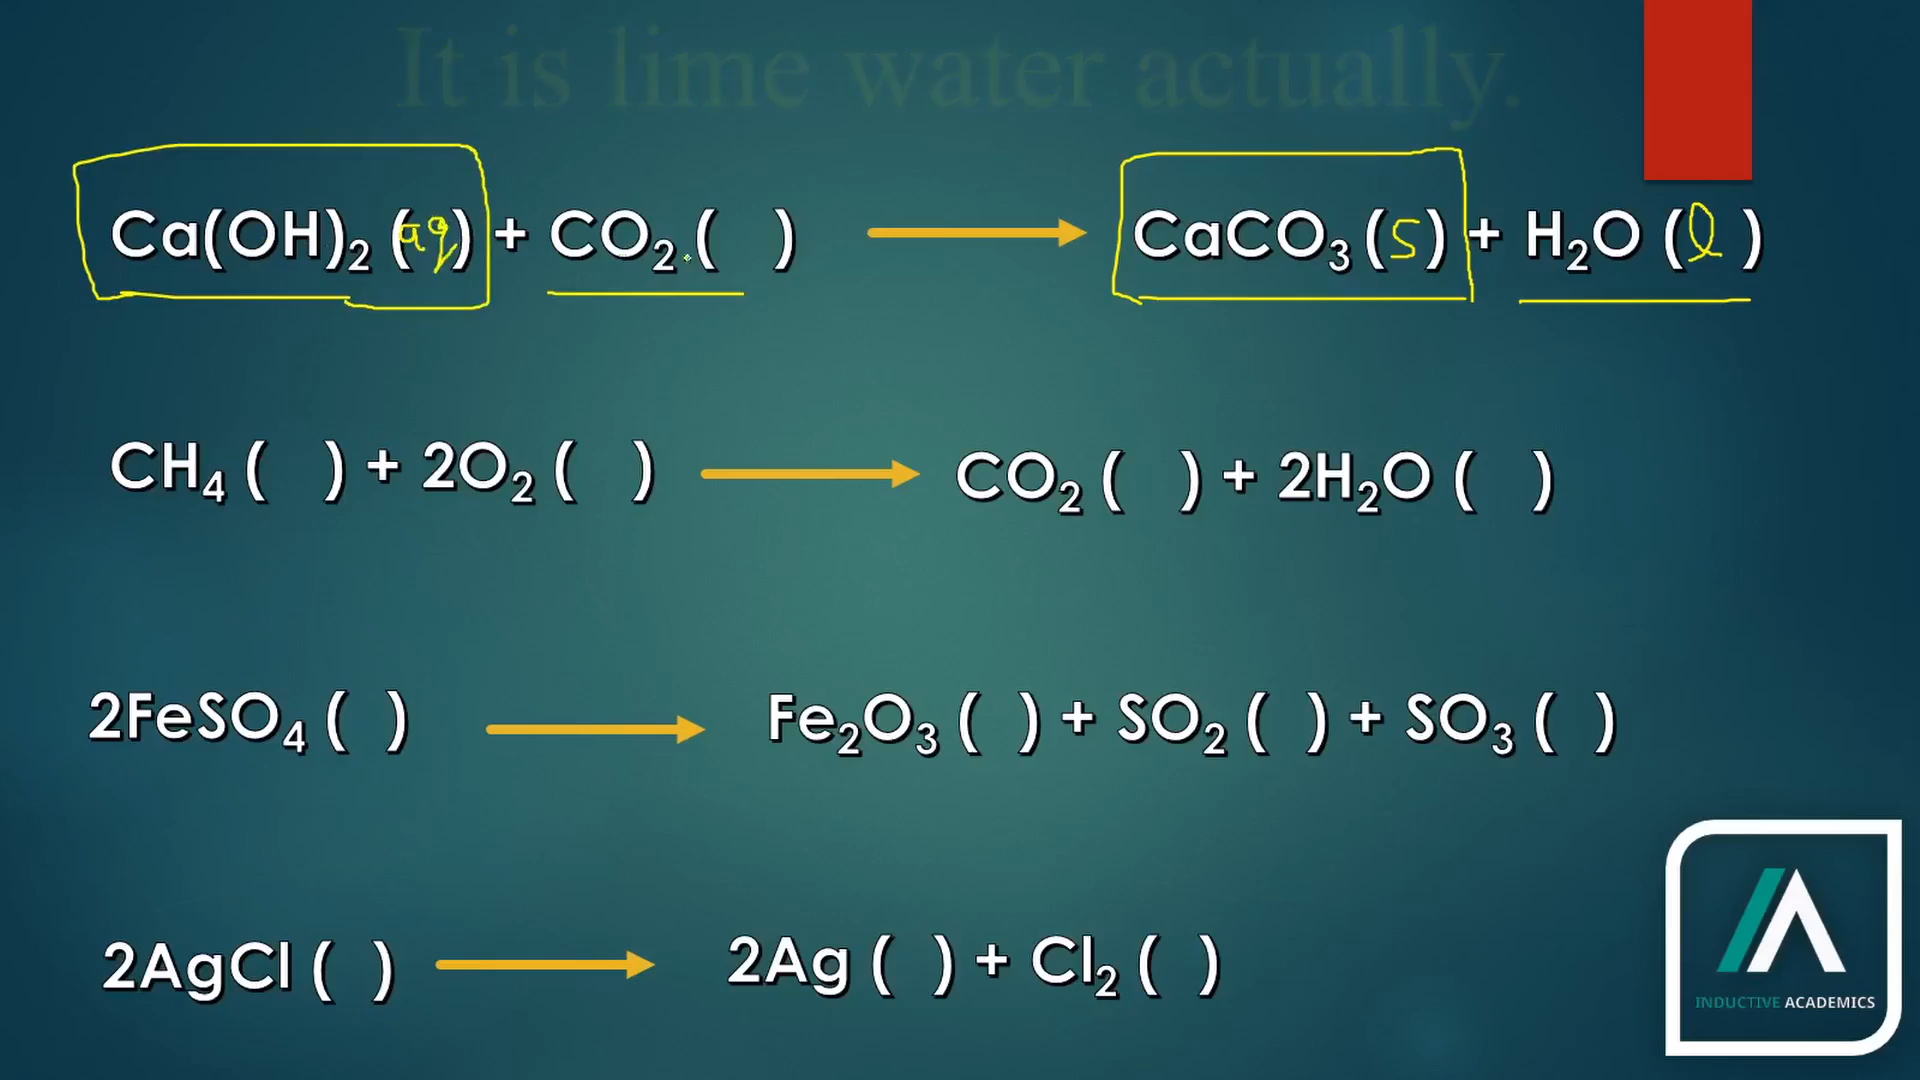 It is lime water actually.
Ca(OH)₂ (aq) + CO₂ ( ) → CaCO₃ (s) + H₂O (l)
CH₄ ( ) + 2O₂ ( ) → CO₂ ( ) + 2H₂O ( )
2FeSO₄ ( ) → Fe₂O₃ ( ) + SO₂ ( ) + SO₃ ( )
2AgCl ( ) → 2Ag ( ) + Cl₂ ( )
INDUCTIVE ACADEMICS